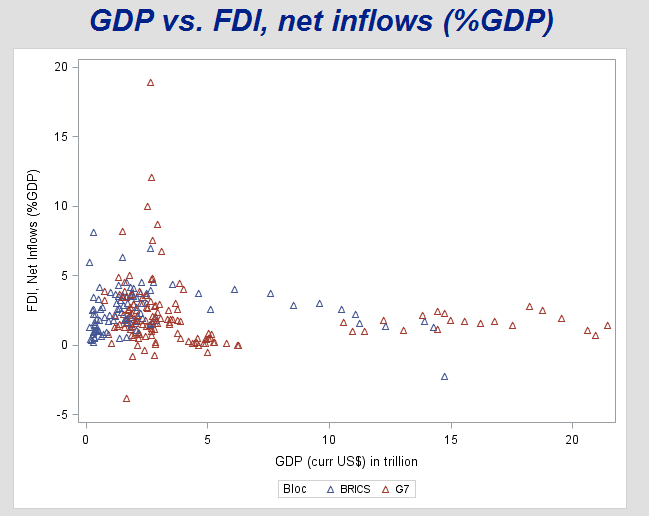 GDP vs. FDI, net inflows (%GDP)
20
15
10
5
0
-5
FDI, Net Inflows (%GDP)
0 5 10 15 20
GDP (curr US$) in trillion
Bloc BRICS G7